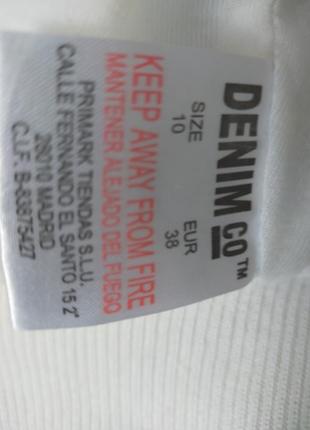 DENIM CO™
SIZE EUR
10 38
KEEP AWAY FROM FIRE
MANTENER ALEJADO DEL FUEGO
PRIMARK TIENDAS S.L.U.
CALLE FERNANDO EL SANTO 15 2°
28010 MADRID
C.I.F. B-83875427